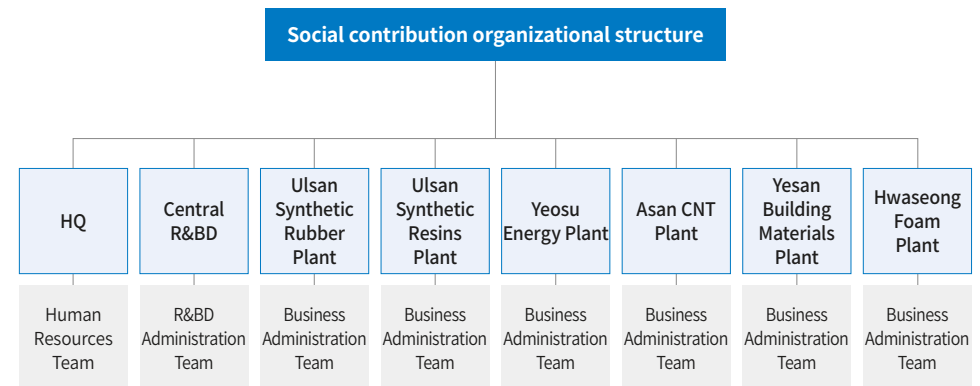 Social contribution organizational structure
HQ
Central
R&BD
Ulsan
Synthetic
Rubber
Plant
Ulsan
Synthetic
Resins
Plant
Yeosu
Energy Plant
Asan CNT
Plant
Yesan
Building
Materials
Plant
Hwaseong
Foam
Plant
Human
Resources
Team
R&BD
Administration
Team
Business
Administration
Team
Business
Administration
Team
Business
Administration
Team
Business
Administration
Team
Business
Administration
Team
Business
Administration
Team